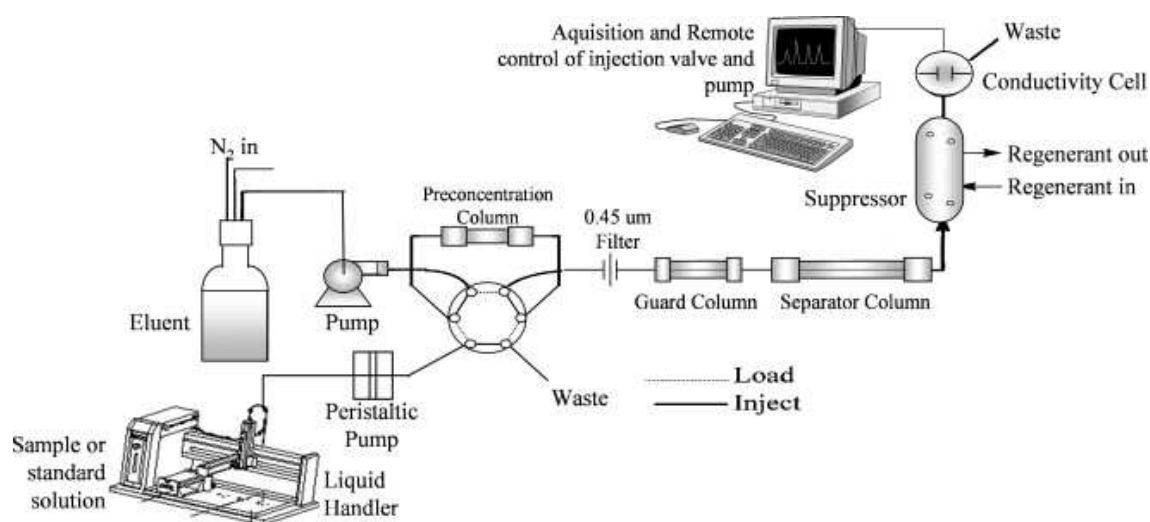 Aquisition and Remote
control of injection valve and
pump
Waste
Conductivity Cell
Regenerant out
Regenerant in
Suppressor
N2 in
Preconcentration
Column
0.45 um
Filter
Guard Column
Separator Column
Eluent
Pump
Waste
Load
Inject
Peristaltic
Pump
Sample or
standard
solution
Liquid
Handler